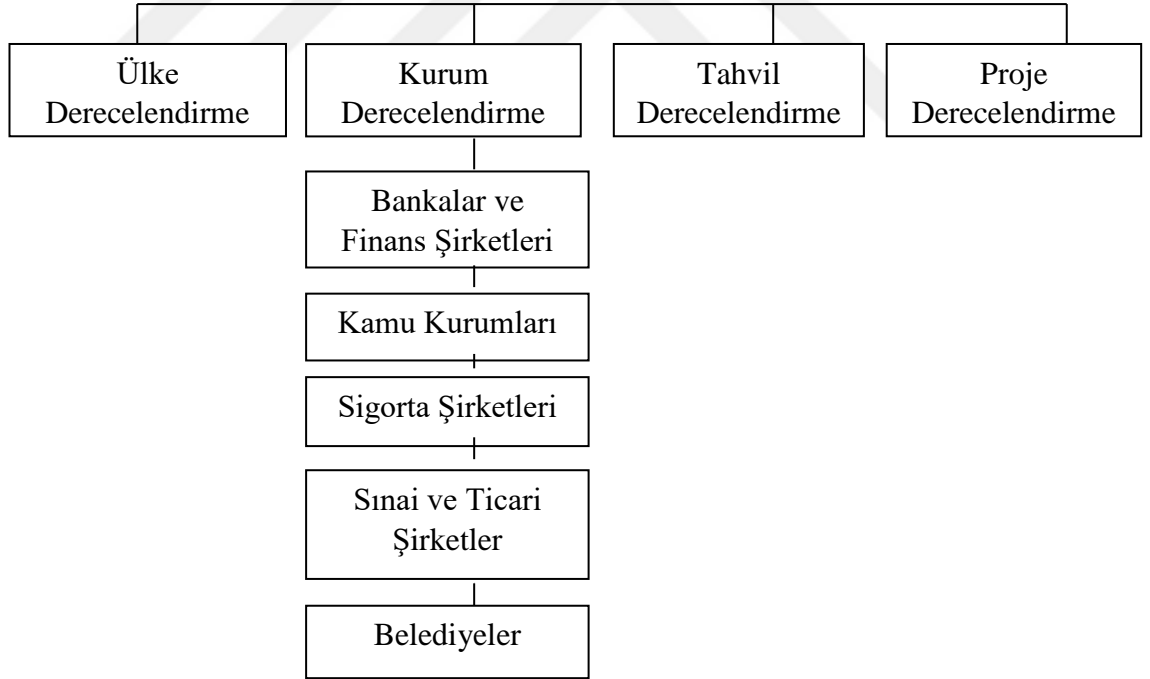 Ülke
Derecelendirme
Kurum
Derecelendirme
Tahvil
Derecelendirme
Proje
Derecelendirme
Bankalar ve
Finans Şirketleri
Kamu Kurumları
Sigorta Şirketleri
Sınai ve Ticari
Şirketler
Belediyeler